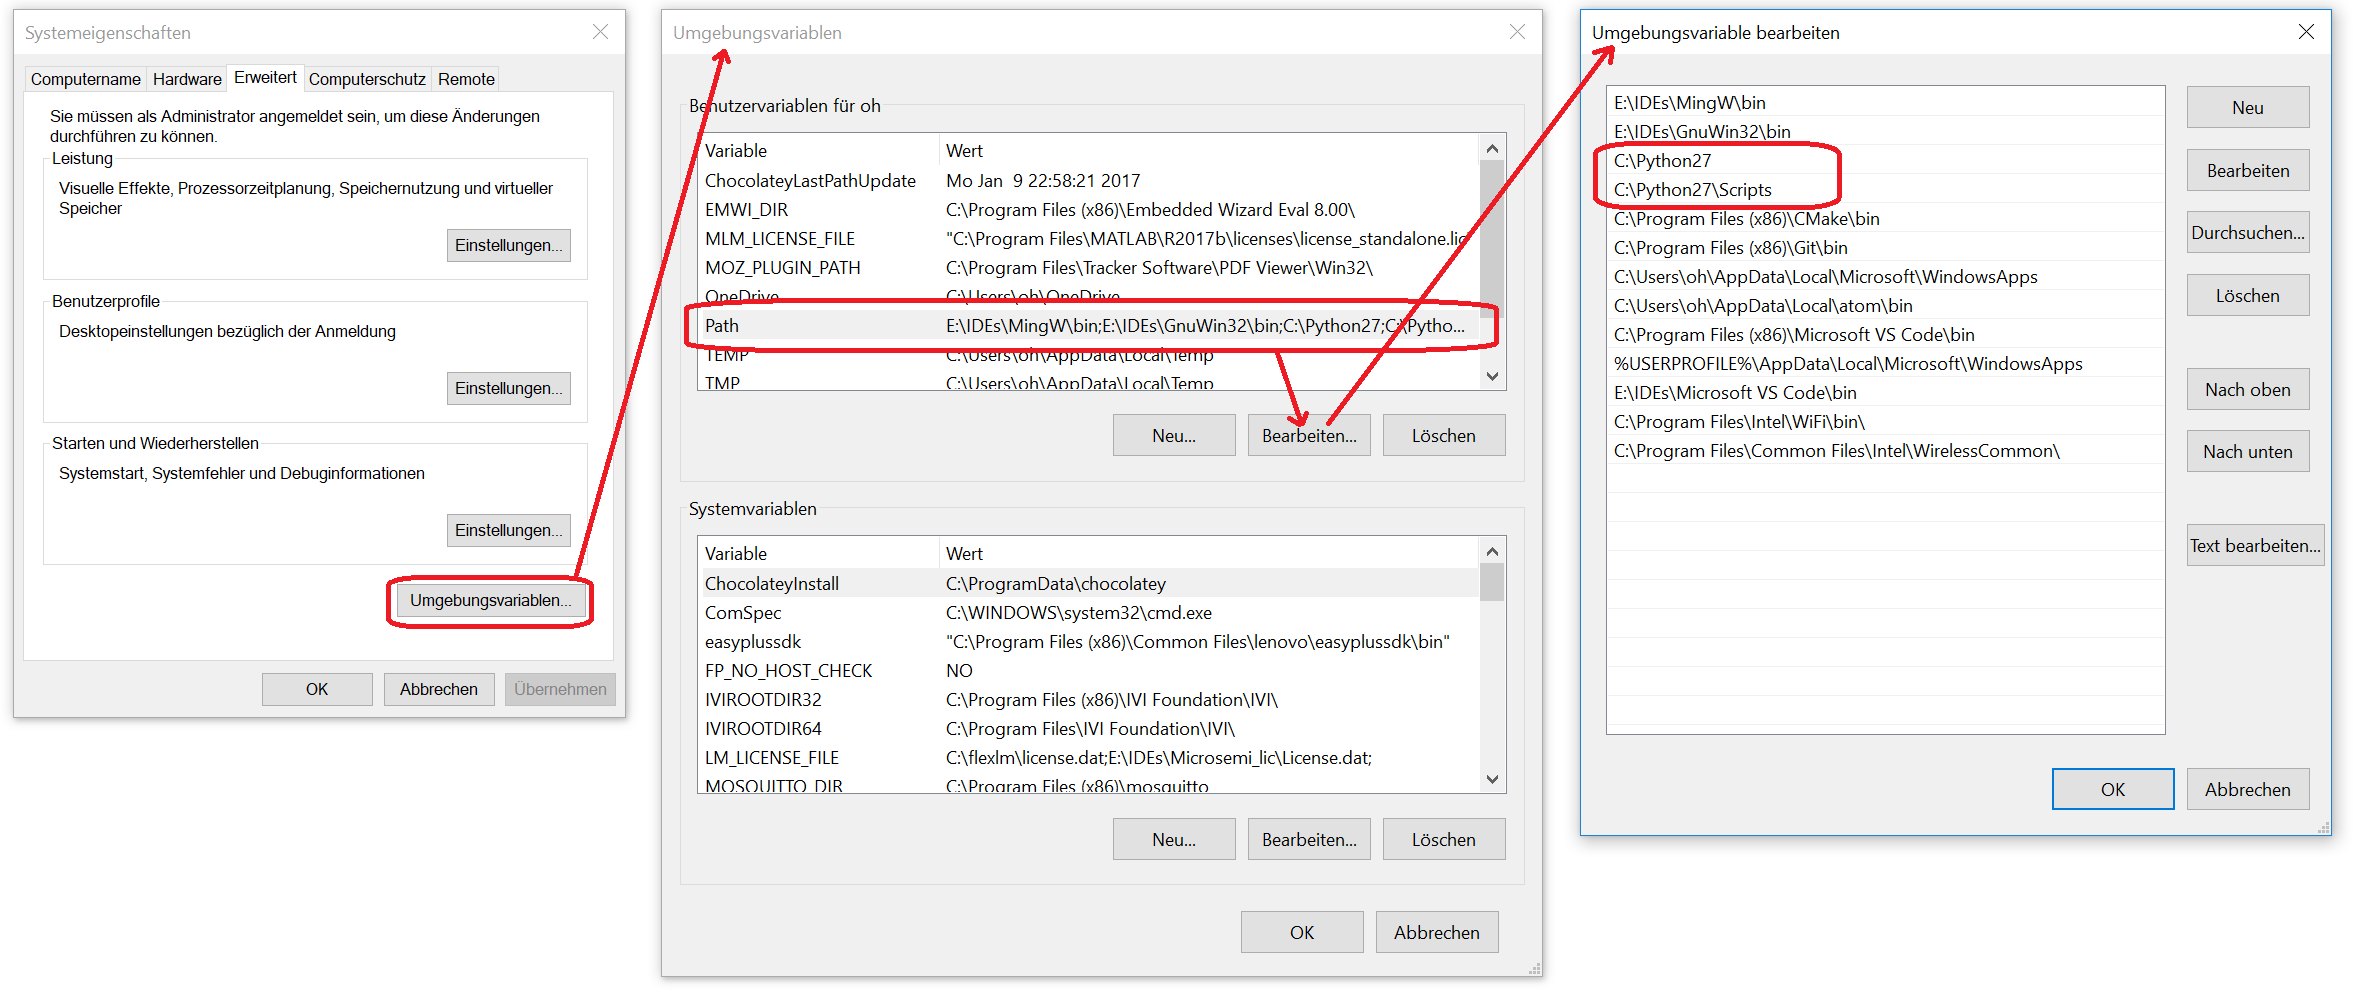 Systemeigenschaften
Computername Hardware Erweitert Computerschutz Remote
Sie müssen als Administrator angemeldet sein, um diese Änderungen
durchführen zu können.
Leistung
Visuelle Effekte, Prozessorzeitplanung, Speichernutzung und virtueller
Speicher
Einstellungen...
Benutzerprofile
Desktopeinstellungen bezüglich der Anmeldung
Einstellungen...
Starten und Wiederherstellen
Systemstart, Systemfehler und Debuginformationen
Einstellungen...
Umgebungsvariablen...
OK Abbrechen Übernehmen
Umgebungsvariablen
Benutzervariablen für oh
Variable Wert
ChocolateyLastPathUpdate Mo Jan  9 22:58:21 2017
EMWI_DIR C:\Program Files (x86)\Embedded Wizard Eval 8.00\
MLM_LICENSE_FILE "C:\Program Files\MATLAB\R2017b\licenses\license_standalone.lic
MOZ_PLUGIN_PATH C:\Program Files\Tracker Software\PDF Viewer\Win32\
OneDrive C:\Users\oh\OneDrive
Path E:\IDEs\MingW\bin;E:\IDEs\GnuWin32\bin;C:\Python27;C:\Pytho...
TEMP C:\Users\oh\AppData\Local\Temp
TMP C:\Users\oh\AppData\Local\Temp
Neu... Bearbeiten... Löschen
Systemvariablen
Variable Wert
ChocolateyInstall C:\ProgramData\chocolatey
ComSpec C:\WINDOWS\system32\cmd.exe
easyplussdk "C:\Program Files (x86)\Common Files\lenovo\easyplussdk\bin"
FP_NO_HOST_CHECK NO
IVIROOTDIR32 C:\Program Files (x86)\IVI Foundation\IVI\
IVIROOTDIR64 C:\Program Files\IVI Foundation\IVI\
LM_LICENSE_FILE C:\flexlm\license.dat;E:\IDEs\Microsemi_lic\License.dat;
MOSQUITTO_DIR C:\Program Files (x86)\mosquitto
Neu... Bearbeiten... Löschen
OK Abbrechen
Umgebungsvariable bearbeiten
E:\IDEs\MingW\bin
E:\IDEs\GnuWin32\bin
C:\Python27
C:\Python27\Scripts
C:\Program Files (x86)\CMake\bin
C:\Program Files (x86)\Git\bin
C:\Users\oh\AppData\Local\Microsoft\WindowsApps
C:\Users\oh\AppData\Local\atom\bin
C:\Program Files (x86)\Microsoft VS Code\bin
%USERPROFILE%\AppData\Local\Microsoft\WindowsApps
E:\IDEs\Microsoft VS Code\bin
C:\Program Files\Intel\WiFi\bin\
C:\Program Files\Common Files\Intel\WirelessCommon\
Neu
Bearbeiten
Durchsuchen...
Löschen
Nach oben
Nach unten
Text bearbeiten...
OK Abbrechen